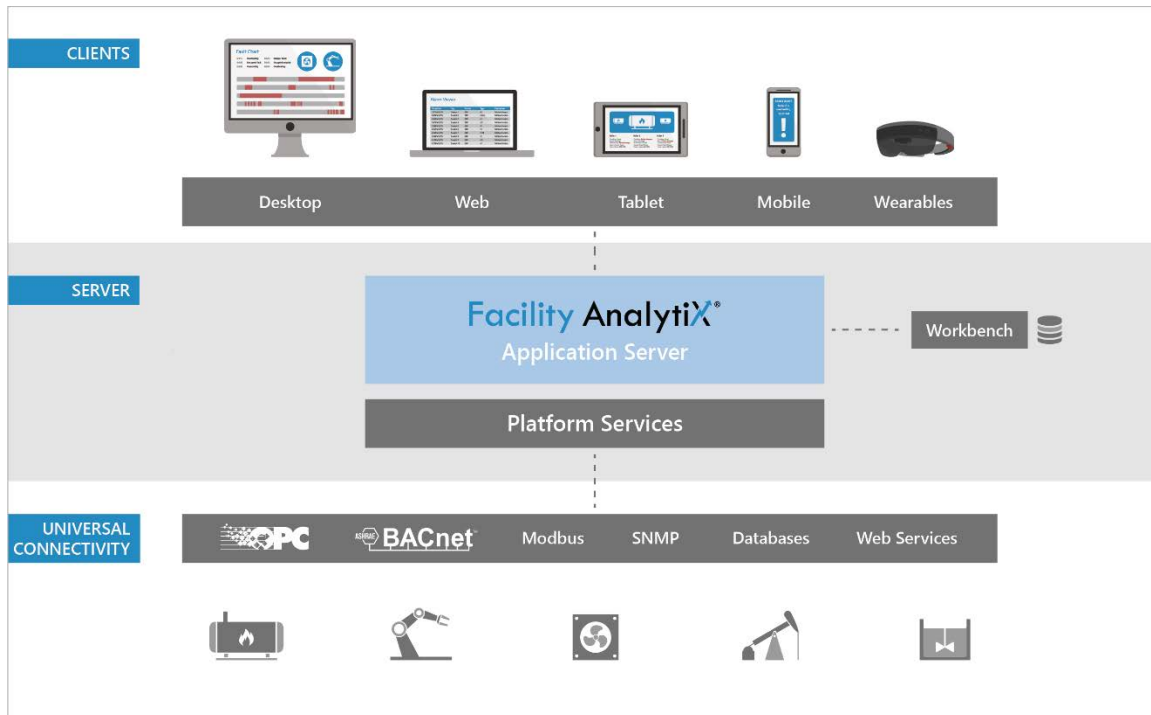 CLIENTS
Desktop
Web
Tablet
Mobile
Wearables
SERVER
Facility AnalytiX®
Application Server
Workbench
Platform Services
UNIVERSAL
CONNECTIVITY
OPC
ASHRAE BACnet
Modbus
SNMP
Databases
Web Services